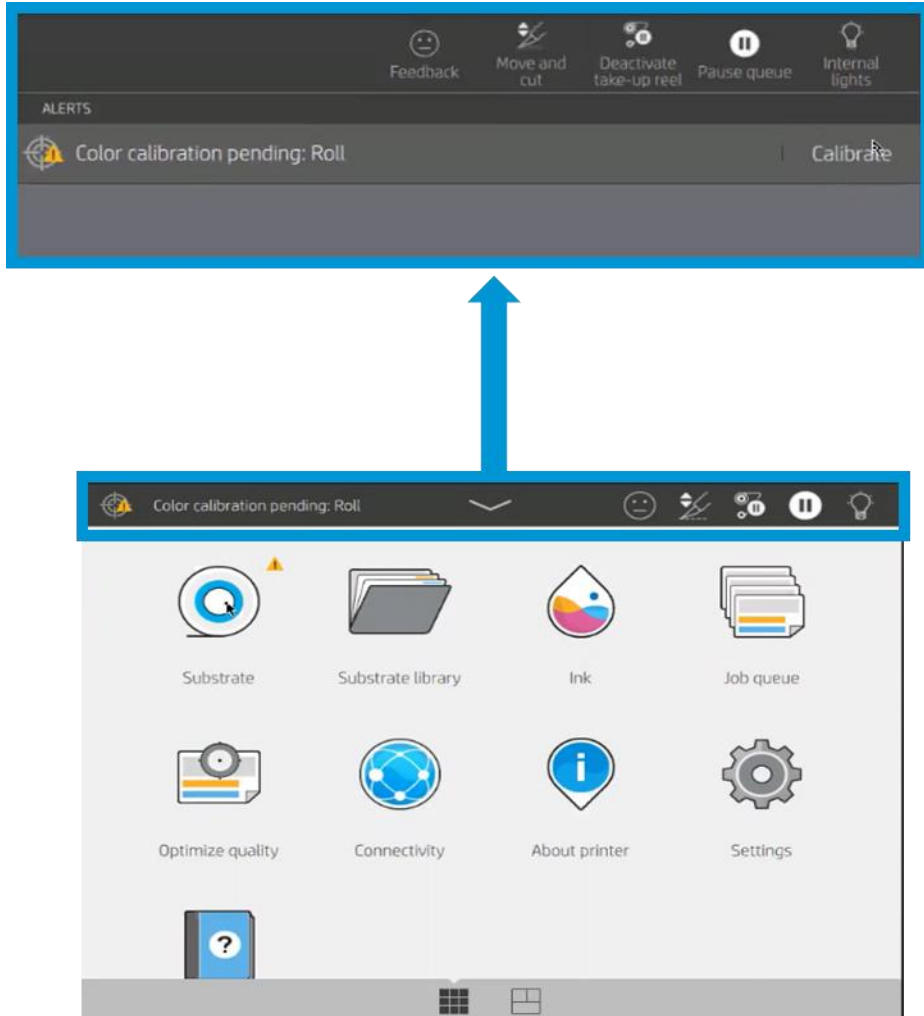 Feedback
Move and
cut
Deactivate
take-up reel
Pause queue
Internal
lights
ALERTS
Color calibration pending: Roll
Calibrate
Color calibration pending: Roll
Substrate
Substrate library
Ink
Job queue
i
Optimize quality
Connectivity
About printer
Settings
?